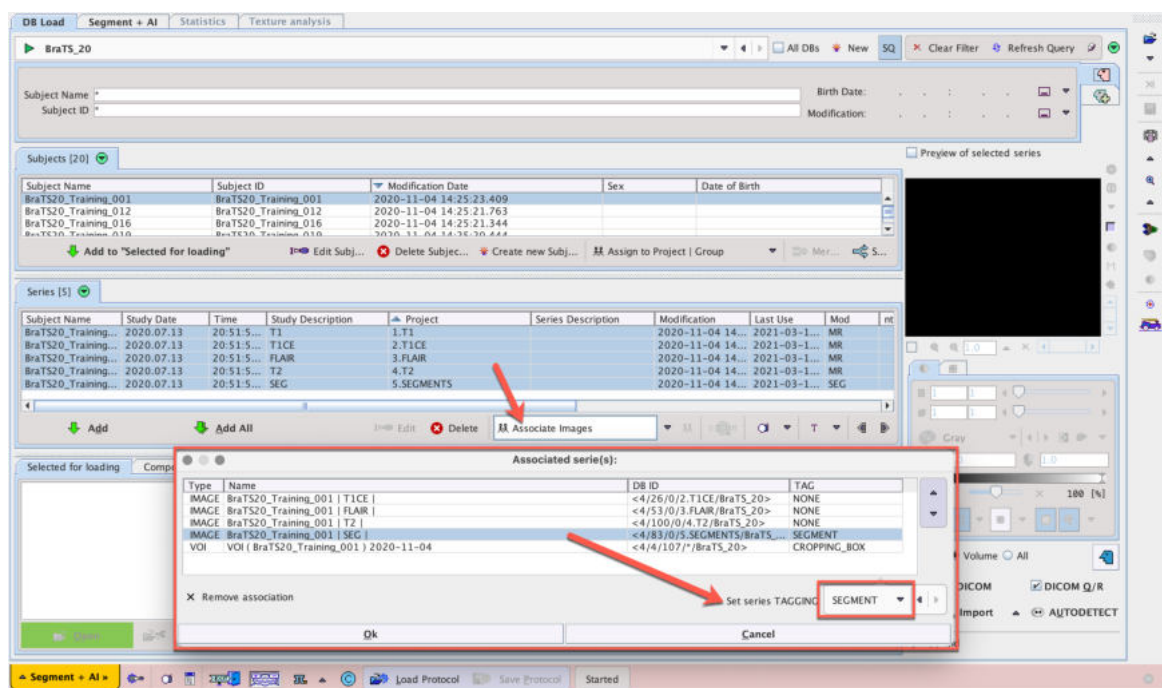 DB Load Segment + AI Statistics Texture analysis
BraTS_20 All DBs New SQ Clear Filter Refresh Query
Subject Name * Birth Date: . . : . .
Subject ID * Modification: . . : . .
Subjects [20] Preview of selected series
Subject Name Subject ID Modification Date Sex Date of Birth
BraTS20_Training_001 BraTS20_Training_001 2020-11-04 14:25:23.409
BraTS20_Training_012 BraTS20_Training_012 2020-11-04 14:25:21.763
BraTS20_Training_016 BraTS20_Training_016 2020-11-04 14:25:21.344
Add to "Selected for loading" Edit Subj... Delete Subjec... Create new Subj... Assign to Project | Group Mer... S...
Series [5]
Subject Name Study Date Time Study Description Project Series Description Modification Last Use Mod
BraTS20_Training... 2020.07.13 20:51:5... T1 1.T1 2020-11-04 14... 2021-03-1... MR
BraTS20_Training... 2020.07.13 20:51:5... T1CE 2.T1CE 2020-11-04 14... 2021-03-1... MR
BraTS20_Training... 2020.07.13 20:51:5... FLAIR 3.FLAIR 2020-11-04 14... 2021-03-1... MR
BraTS20_Training... 2020.07.13 20:51:5... T2 4.T2 2020-11-04 14... 2021-03-1... MR
BraTS20_Training... 2020.07.13 20:51:5... SEG 5.SEGMENTS 2020-11-04 14... 2021-03-1... SEG
1.0
Add Add All Edit Delete Associate Images T
Gray
1.0
Selected for loading Compo
100 [%]
Associated serie(s):
Type Name DB ID TAG
IMAGE BraTS20_Training_001 | T1CE | <4/26/0/2.T1CE/BraTS_20> NONE
IMAGE BraTS20_Training_001 | FLAIR | <4/53/0/3.FLAIR/BraTS_20> NONE
IMAGE BraTS20_Training_001 | T2 | <4/100/0/4.T2/BraTS_20> NONE
IMAGE BraTS20_Training_001 | SEG | <4/83/0/5.SEGMENTS/BraTS_... SEGMENT
VOI VOI ( BraTS20_Training_001 ) 2020-11-04 <4/4/107/*/BraTS_20> CROPPING_BOX
Remove association Set series TAGGING SEGMENT
Ok Cancel
Volume All
DICOM DICOM Q/R
Import AUTODETECT
Open
Segment + AI Load Protocol Save Protocol Started